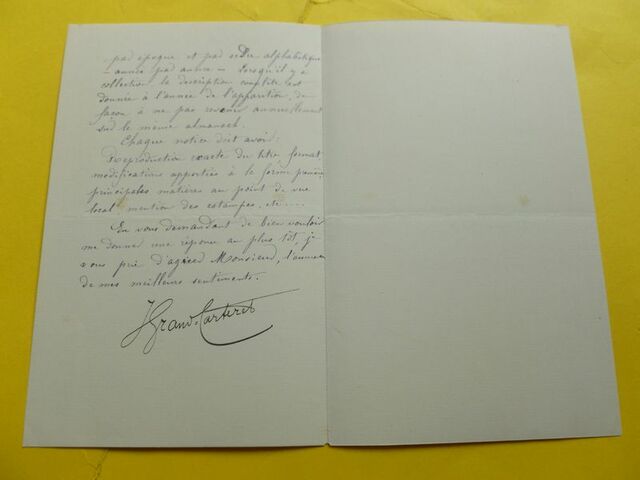 par époque et par ordre alphabétique
- année par année - Lorsqu'il y a
collection la description complète est
donnée à l'année de l'apparition, de
façon à ne pas revenir annuellement
sur le même almanach.
Chaque notice doit avoir:
Reproduction exacte du titre, format,
modifications apportées à la forme première
principales matières au point de vue
local mention des estampes, etc....
En vous demandant de bien vouloir
me donner une réponse au plus tôt, je
vous prie d'agréer Monsieur, l'assurance
de mes meilleurs sentiments.
J Grand-Carteret